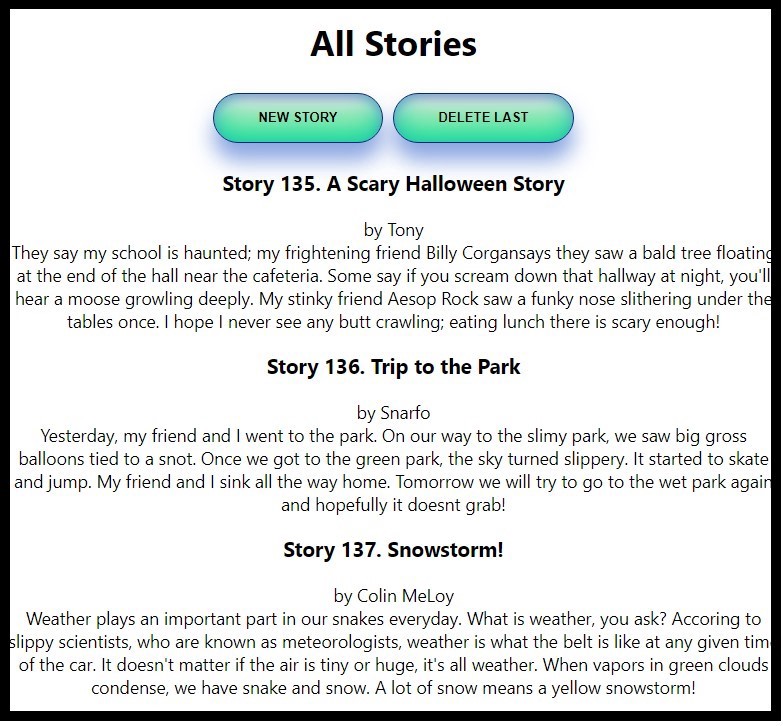 All Stories
NEW STORY
DELETE LAST
Story 135. A Scary Halloween Story
by Tony
They say my school is haunted; my frightening friend Billy Corgansays they saw a bald tree floating
at the end of the hall near the cafeteria. Some say if you scream down that hallway at night, you'll
hear a moose growling deeply. My stinky friend Aesop Rock saw a funky nose slithering under the
tables once. I hope I never see any butt crawling; eating lunch there is scary enough!
Story 136. Trip to the Park
by Snarfo
Yesterday, my friend and I went to the park. On our way to the slimy park, we saw big gross
balloons tied to a snot. Once we got to the green park, the sky turned slippery. It started to skate
and jump. My friend and I sink all the way home. Tomorrow we will try to go to the wet park again
and hopefully it doesnt grab!
Story 137. Snowstorm!
by Colin MeLoy
Weather plays an important part in our snakes everyday. What is weather, you ask? Accoring to
slippy scientists, who are known as meteorologists, weather is what the belt is like at any given time
of the car. It doesn't matter if the air is tiny or huge, it's all weather. When vapors in green clouds
condense, we have snake and snow. A lot of snow means a yellow snowstorm!